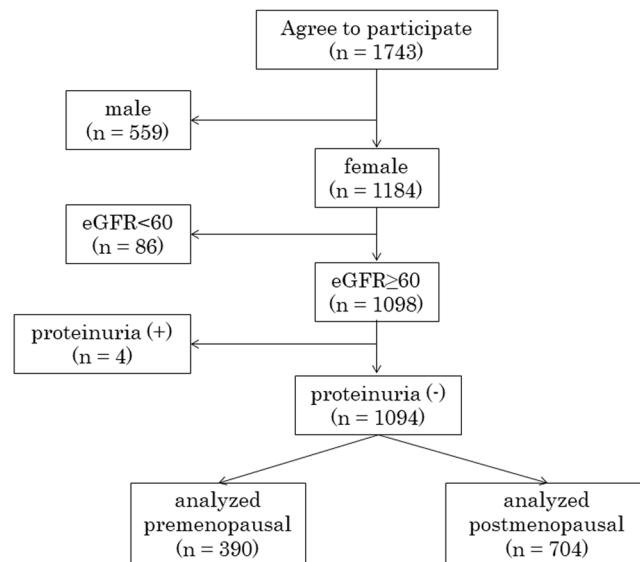 Agree to participate
(n = 1743)
male
(n = 559)
female
(n = 1184)
eGFR<60
(n = 86)
eGFR≥60
(n = 1098)
proteinuria (+)
(n = 4)
proteinuria (-)
(n = 1094)
analyzed
premenopausal
(n = 390)
analyzed
postmenopausal
(n = 704)